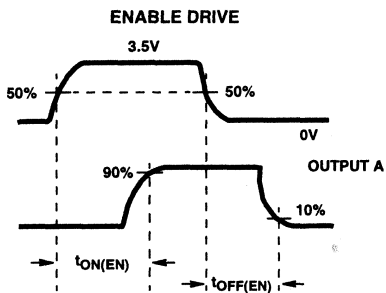 ENABLE DRIVE
3.5V
50%
50%
0V
OUTPUT A
90%
10%
tON(EN)
tOFF(EN)